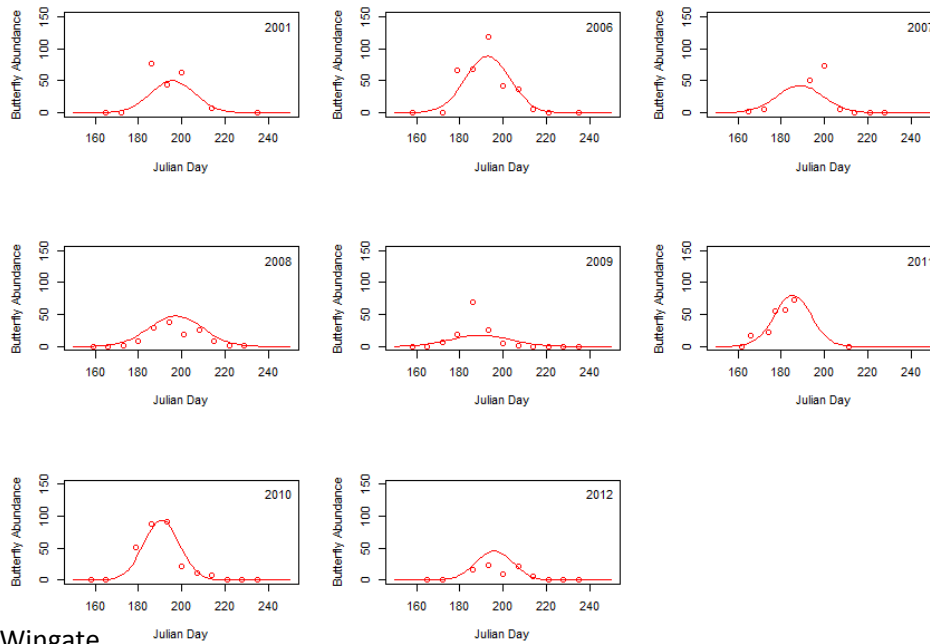 2001
Butterfly Abundance
0 50 100 150
160 180 200 220 240
Julian Day
2006
Butterfly Abundance
0 50 100 150
160 180 200 220 240
Julian Day
2007
Butterfly Abundance
0 50 100 150
160 180 200 220 240
Julian Day
2008
Butterfly Abundance
0 50 100 150
160 180 200 220 240
Julian Day
2009
Butterfly Abundance
0 50 100 150
160 180 200 220 240
Julian Day
2011
Butterfly Abundance
0 50 100 150
160 180 200 220 240
Julian Day
2010
Butterfly Abundance
0 50 100 150
160 180 200 220 240
Julian Day
2012
Butterfly Abundance
0 50 100 150
160 180 200 220 240
Julian Day
Wingate